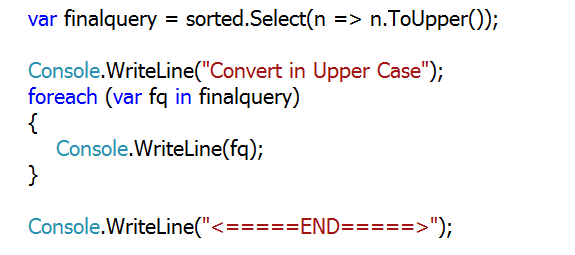 var finalquery = sorted.Select(n => n.ToUpper());
Console.WriteLine("Convert in Upper Case");
foreach (var fq in finalquery)
{
Console.WriteLine(fq);
}
Console.WriteLine("<=====END=====>");